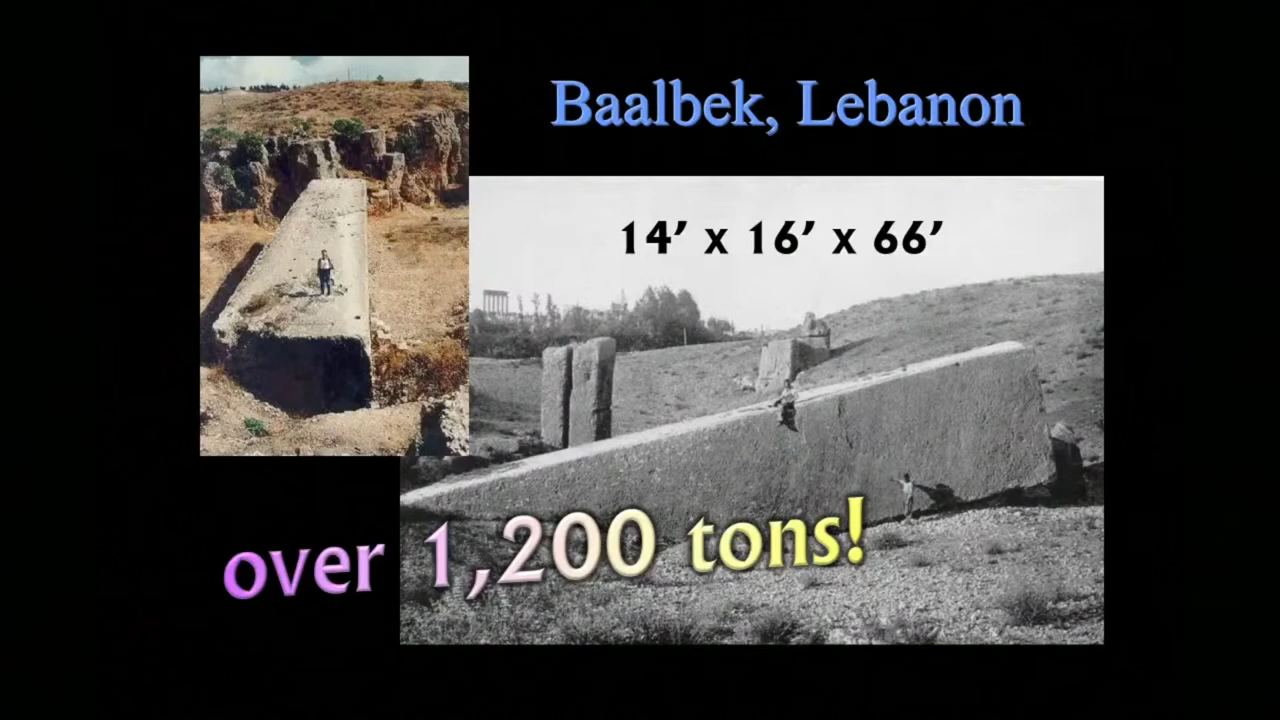 Baalbek, Lebanon
14’ x 16’ x 66’
over 1,200 tons!